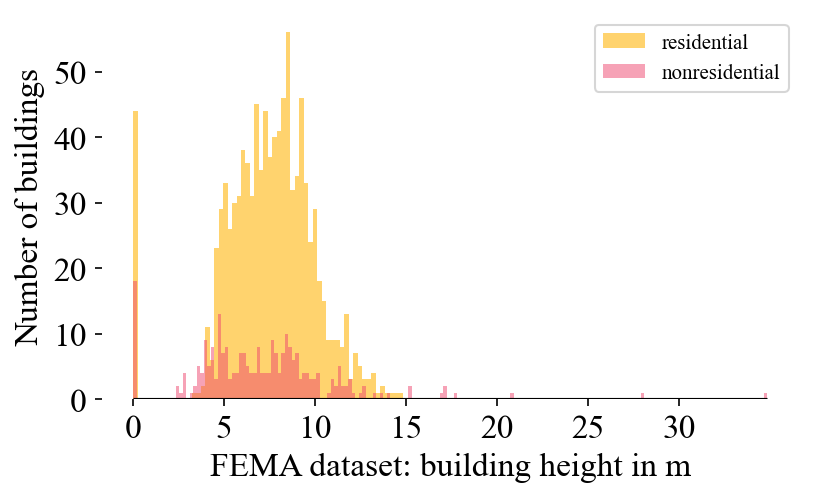 residential
nonresidential
Number of buildings
50
40
30
20
10
0
0 5 10 15 20 25 30
FEMA dataset: building height in m